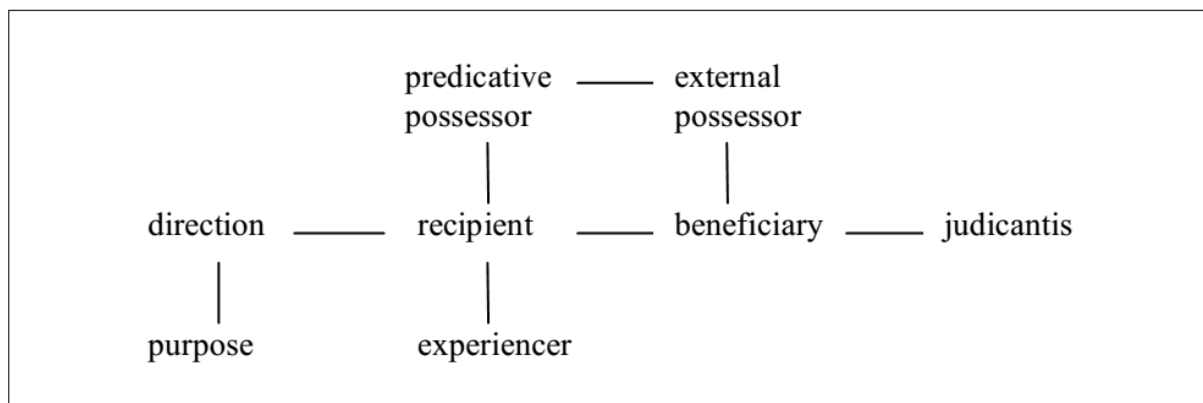 predicative external
possessor possessor
direction recipient beneficiary judicantis
purpose experiencer